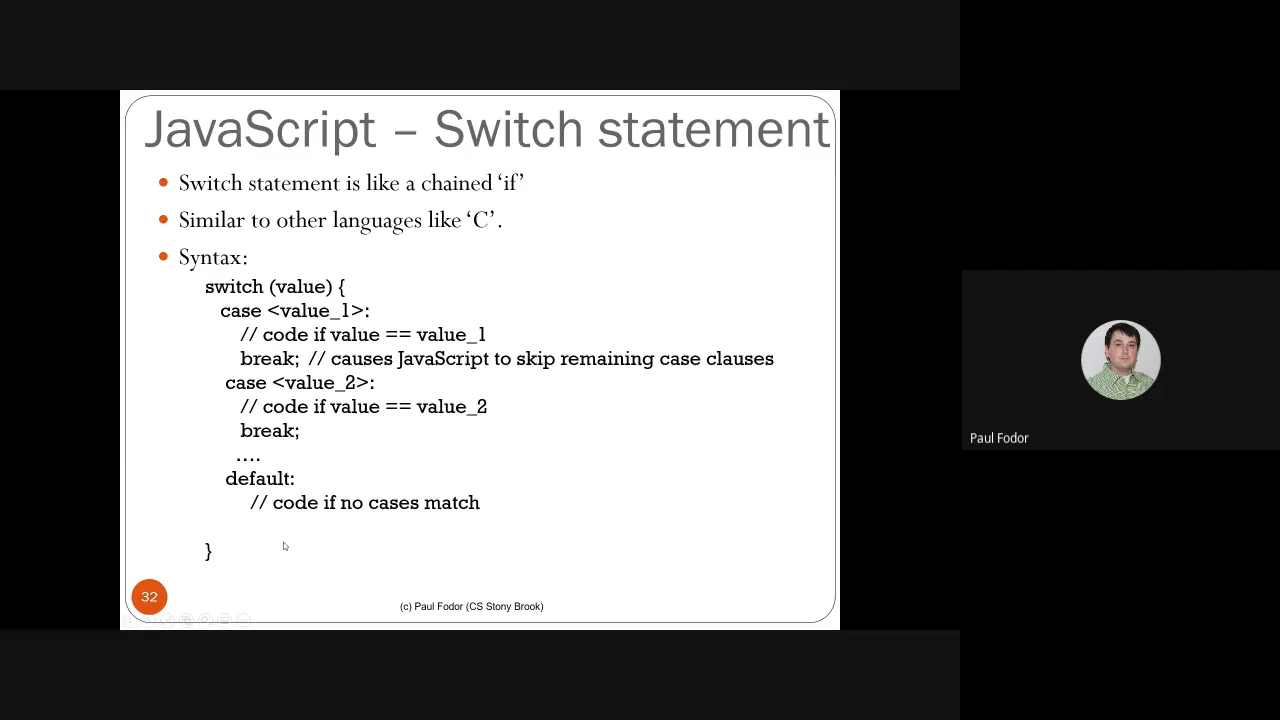 JavaScript – Switch statement
• Switch statement is like a chained ‘if’
• Similar to other languages like ‘C’.
• Syntax:
switch (value) {
case <value_1>:
// code if value == value_1
break; // causes JavaScript to skip remaining case clauses
case <value_2>:
// code if value == value_2
break;
....
default:
// code if no cases match
}
32
(c) Paul Fodor (CS Stony Brook)
Paul Fodor